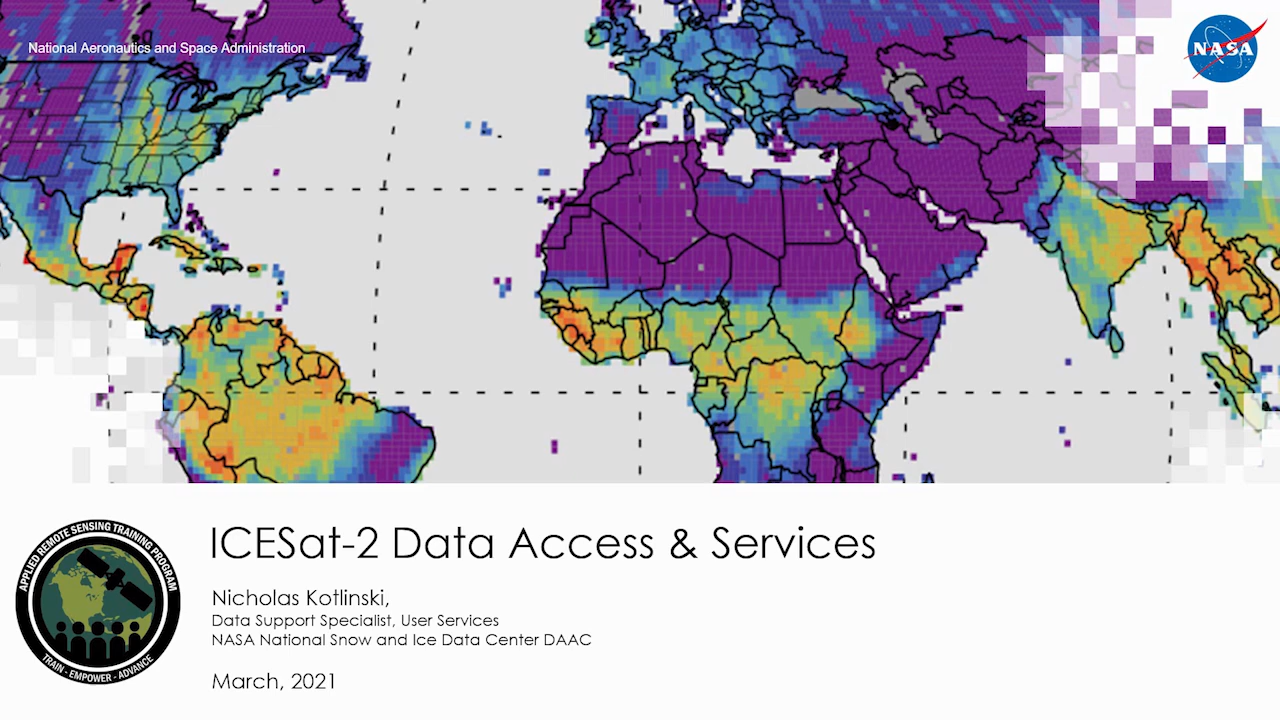 National Aeronautics and Space Administration
NASA
ICESat-2 Data Access & Services
APPLIED REMOTE SENSING TRAINING PROGRAM
TRAIN - EMPOWER - ADVANCE
Nicholas Kotlinski,
Data Support Specialist, User Services
NASA National Snow and Ice Data Center DAAC
March, 2021